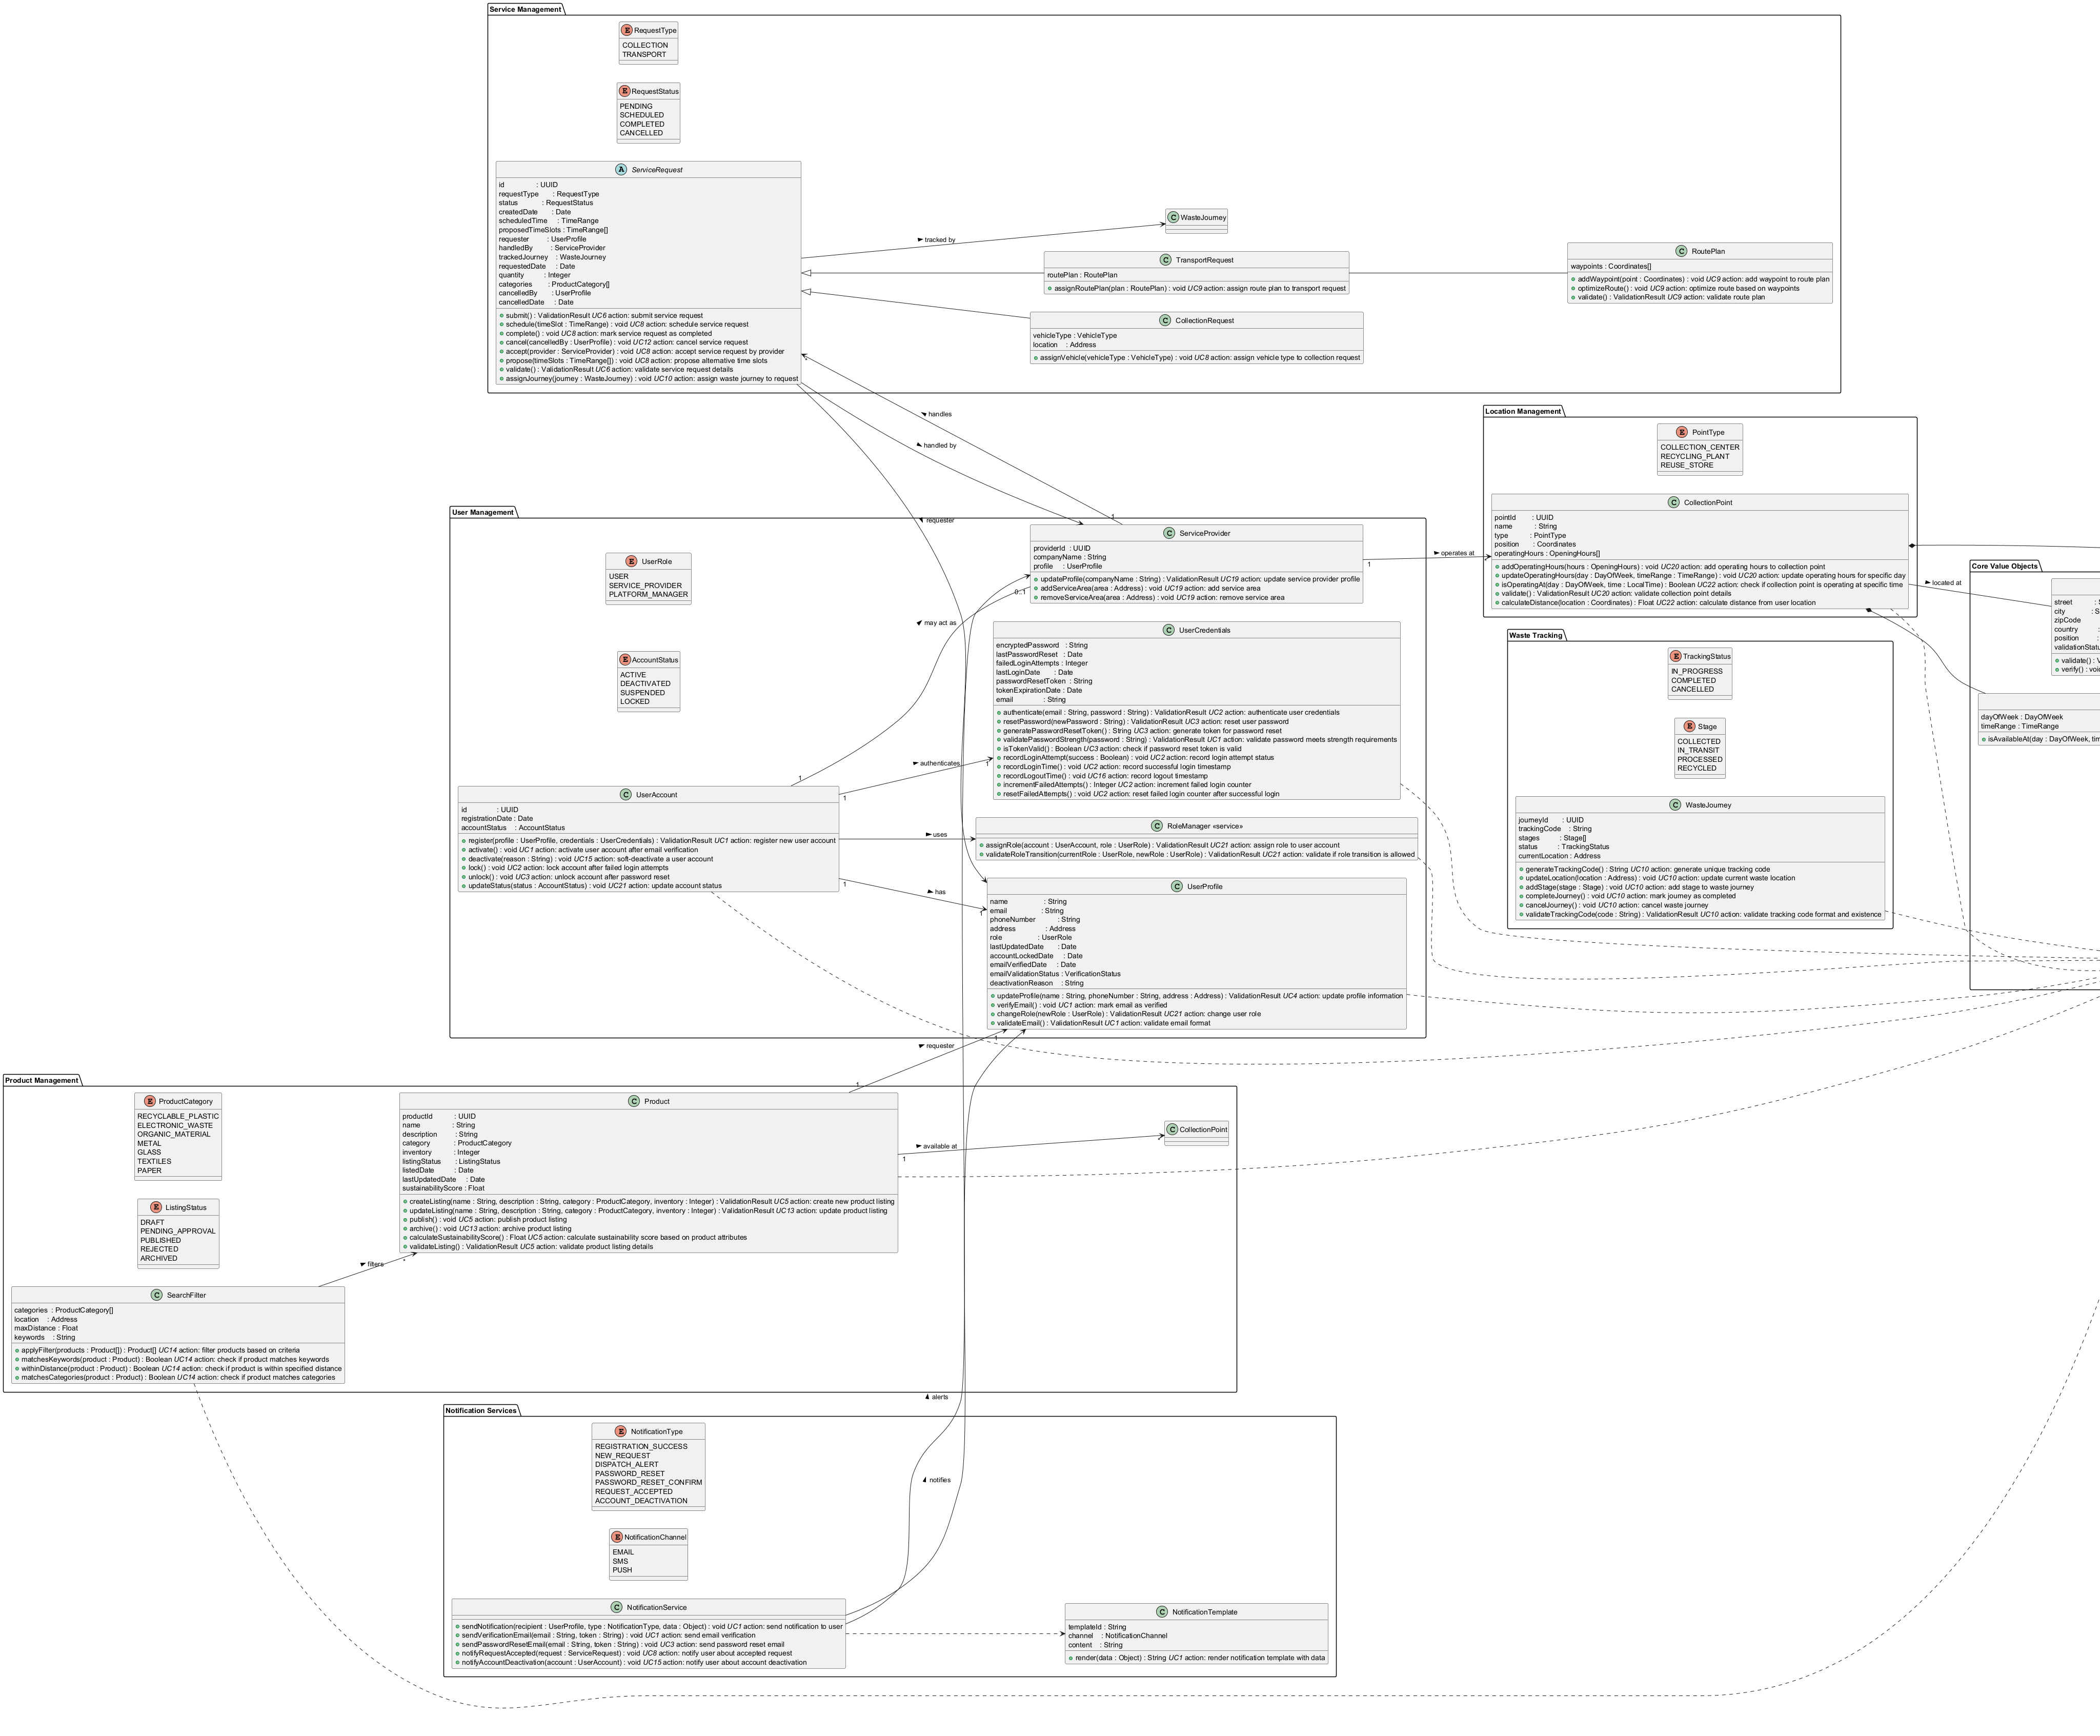 Service Management
RequestType
COLLECTION
TRANSPORT
RequestStatus
PENDING
SCHEDULED
COMPLETED
CANCELLED
ServiceRequest
id : UUID
requestType : RequestType
status : RequestStatus
createdDate : Date
scheduledTime : TimeRange
proposedTimeSlots : TimeRange[]
requester : UserProfile
handledBy : ServiceProvider
trackedJourney : WasteJourney
requestedDate : Date
quantity : Integer
categories : ProductCategory[]
cancelledBy : UserProfile
cancelledDate : Date
submit() : ValidationResult UC6 action: submit service request
schedule(timeSlot : TimeRange) : void UC8 action: schedule service request
complete() : void UC8 action: mark service request as completed
cancel(cancelledBy : UserProfile) : void UC12 action: cancel service request
accept(provider : ServiceProvider) : void UC8 action: accept service request by provider
propose(timeSlots : TimeRange[]) : void UC8 action: propose alternative time slots
validate() : ValidationResult UC6 action: validate service request details
assignJourney(journey : WasteJourney) : void UC10 action: assign waste journey to request
tracked by
WasteJourney
TransportRequest
routePlan : RoutePlan
assignRoutePlan(plan : RoutePlan) : void UC9 action: assign route plan to transport request
RoutePlan
waypoints : Coordinates[]
addWaypoint(point : Coordinates) : void UC9 action: add waypoint to route plan
optimizeRoute() : void UC9 action: optimize route based on waypoints
validate() : ValidationResult UC9 action: validate route plan
CollectionRequest
vehicleType : VehicleType
location : Address
assignVehicle(vehicleType : VehicleType) : void UC8 action: assign vehicle type to collection request
*
handles
handled by
requester
1
Location Management
PointType
COLLECTION_CENTER
RECYCLING_PLANT
REUSE_STORE
CollectionPoint
pointId : UUID
name : String
type : PointType
position : Coordinates
operatingHours : OpeningHours[]
addOperatingHours(hours : OpeningHours) : void UC20 action: add operating hours to collection point
updateOperatingHours(day : DayOfWeek, timeRange : TimeRange) : void UC20 action: update operating hours for specific day
isOperatingAt(day : DayOfWeek, time : LocalTime) : Boolean UC22 action: check if collection point is operating at specific time
validate() : ValidationResult UC20 action: validate collection point details
calculateDistance(location : Coordinates) : Float UC22 action: calculate distance from user location
located at
1
operates at
*
Core Value Objects
street : S
city : S
zipCode
country :
position :
validationStatu
validate() : V
verify() : voi
dayOfWeek : DayOfWeek
timeRange : TimeRange
isAvailableAt(day : DayOfWeek, tim
User Management
UserRole
USER
SERVICE_PROVIDER
PLATFORM_MANAGER
AccountStatus
ACTIVE
DEACTIVATED
SUSPENDED
LOCKED
ServiceProvider
providerId : UUID
companyName : String
profile : UserProfile
updateProfile(companyName : String) : ValidationResult UC19 action: update service provider profile
addServiceArea(area : Address) : void UC19 action: add service area
removeServiceArea(area : Address) : void UC19 action: remove service area
0..1
may act as
1
UserCredentials
encryptedPassword : String
lastPasswordReset : Date
failedLoginAttempts : Integer
lastLoginDate : Date
passwordResetToken : String
tokenExpirationDate : Date
email : String
authenticate(email : String, password : String) : ValidationResult UC2 action: authenticate user credentials
resetPassword(newPassword : String) : ValidationResult UC3 action: reset user password
generatePasswordResetToken() : String UC3 action: generate token for password reset
validatePasswordStrength(password : String) : ValidationResult UC1 action: validate password meets strength requirements
isTokenValid() : Boolean UC3 action: check if password reset token is valid
recordLoginAttempt(success : Boolean) : void UC2 action: record login attempt status
recordLoginTime() : void UC2 action: record successful login timestamp
recordLogoutTime() : void UC16 action: record logout timestamp
incrementFailedAttempts() : Integer UC2 action: increment failed login counter
resetFailedAttempts() : void UC2 action: reset failed login counter after successful login
authenticates
1
1
UserAccount
id : UUID
registrationDate : Date
accountStatus : AccountStatus
register(profile : UserProfile, credentials : UserCredentials) : ValidationResult UC1 action: register new user account
activate() : void UC1 action: activate user account after email verification
deactivate(reason : String) : void UC15 action: soft-deactivate a user account
lock() : void UC2 action: lock account after failed login attempts
unlock() : void UC3 action: unlock account after password reset
updateStatus(status : AccountStatus) : void UC21 action: update account status
uses
RoleManager «service»
assignRole(account : UserAccount, role : UserRole) : ValidationResult UC21 action: assign role to user account
validateRoleTransition(currentRole : UserRole, newRole : UserRole) : ValidationResult UC21 action: validate if role transition is allowed
1
has
1
UserProfile
name : String
email : String
phoneNumber : String
address : Address
role : UserRole
lastUpdatedDate : Date
accountLockedDate : Date
emailVerifiedDate : Date
emailValidationStatus : VerificationStatus
deactivationReason : String
updateProfile(name : String, phoneNumber : String, address : Address) : ValidationResult UC4 action: update profile information
verifyEmail() : void UC1 action: mark email as verified
changeRole(newRole : UserRole) : ValidationResult UC21 action: change user role
validateEmail() : ValidationResult UC1 action: validate email format
Waste Tracking
TrackingStatus
IN_PROGRESS
COMPLETED
CANCELLED
Stage
COLLECTED
IN_TRANSIT
PROCESSED
RECYCLED
WasteJourney
journeyId : UUID
trackingCode : String
stages : Stage[]
status : TrackingStatus
currentLocation : Address
generateTrackingCode() : String UC10 action: generate unique tracking code
updateLocation(location : Address) : void UC10 action: update current waste location
addStage(stage : Stage) : void UC10 action: add stage to waste journey
completeJourney() : void UC10 action: mark journey as completed
cancelJourney() : void UC10 action: cancel waste journey
validateTrackingCode(code : String) : ValidationResult UC10 action: validate tracking code format and existence
1
requester
1
Product Management
ProductCategory
RECYCLABLE_PLASTIC
ELECTRONIC_WASTE
ORGANIC_MATERIAL
METAL
GLASS
TEXTILES
PAPER
ListingStatus
DRAFT
PENDING_APPROVAL
PUBLISHED
REJECTED
ARCHIVED
Product
productId : UUID
name : String
description : String
category : ProductCategory
inventory : Integer
listingStatus : ListingStatus
listedDate : Date
lastUpdatedDate : Date
sustainabilityScore : Float
createListing(name : String, description : String, category : ProductCategory, inventory : Integer) : ValidationResult UC5 action: create new product listing
updateListing(name : String, description : String, category : ProductCategory, inventory : Integer) : ValidationResult UC13 action: update product listing
publish() : void UC5 action: publish product listing
archive() : void UC13 action: archive product listing
calculateSustainabilityScore() : Float UC5 action: calculate sustainability score based on product attributes
validateListing() : ValidationResult UC5 action: validate product listing details
available at
1
*
CollectionPoint
filters
*
SearchFilter
categories : ProductCategory[]
location : Address
maxDistance : Float
keywords : String
applyFilter(products : Product[]) : Product[] UC14 action: filter products based on criteria
matchesKeywords(product : Product) : Boolean UC14 action: check if product matches keywords
withinDistance(product : Product) : Boolean UC14 action: check if product is within specified distance
matchesCategories(product : Product) : Boolean UC14 action: check if product matches categories
alerts
Notification Services
NotificationType
REGISTRATION_SUCCESS
NEW_REQUEST
DISPATCH_ALERT
PASSWORD_RESET
PASSWORD_RESET_CONFIRM
REQUEST_ACCEPTED
ACCOUNT_DEACTIVATION
notifies
NotificationChannel
EMAIL
SMS
PUSH
NotificationService
sendNotification(recipient : UserProfile, type : NotificationType, data : Object) : void UC1 action: send notification to user
sendVerificationEmail(email : String, token : String) : void UC1 action: send email verification
sendPasswordResetEmail(email : String, token : String) : void UC3 action: send password reset email
notifyRequestAccepted(request : ServiceRequest) : void UC8 action: notify user about accepted request
notifyAccountDeactivation(account : UserAccount) : void UC15 action: notify user about account deactivation
NotificationTemplate
templateId : String
channel : NotificationChannel
content : String
render(data : Object) : String UC1 action: render notification template with data